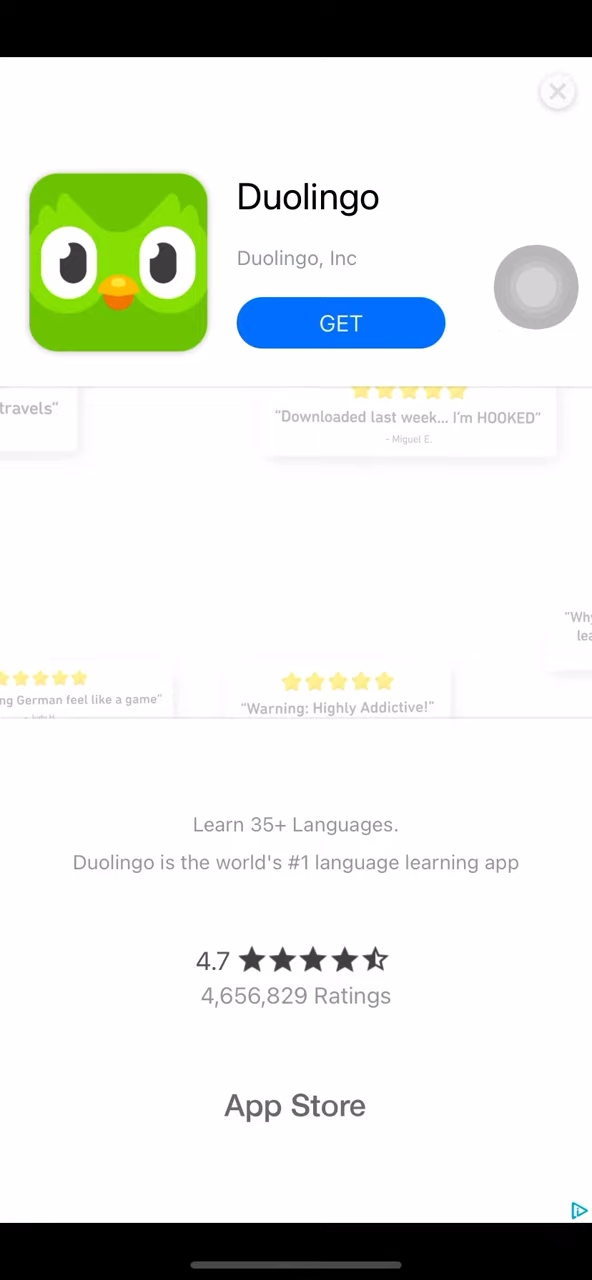 Duolingo
Duolingo, Inc
GET
travels”
“Downloaded last week... I’m HOOKED”
- Miguel E.
“Why
lea
ng German feel like a game”
“Warning: Highly Addictive!”
Learn 35+ Languages.
Duolingo is the world's #1 language learning app
4.7
4,656,829 Ratings
App Store